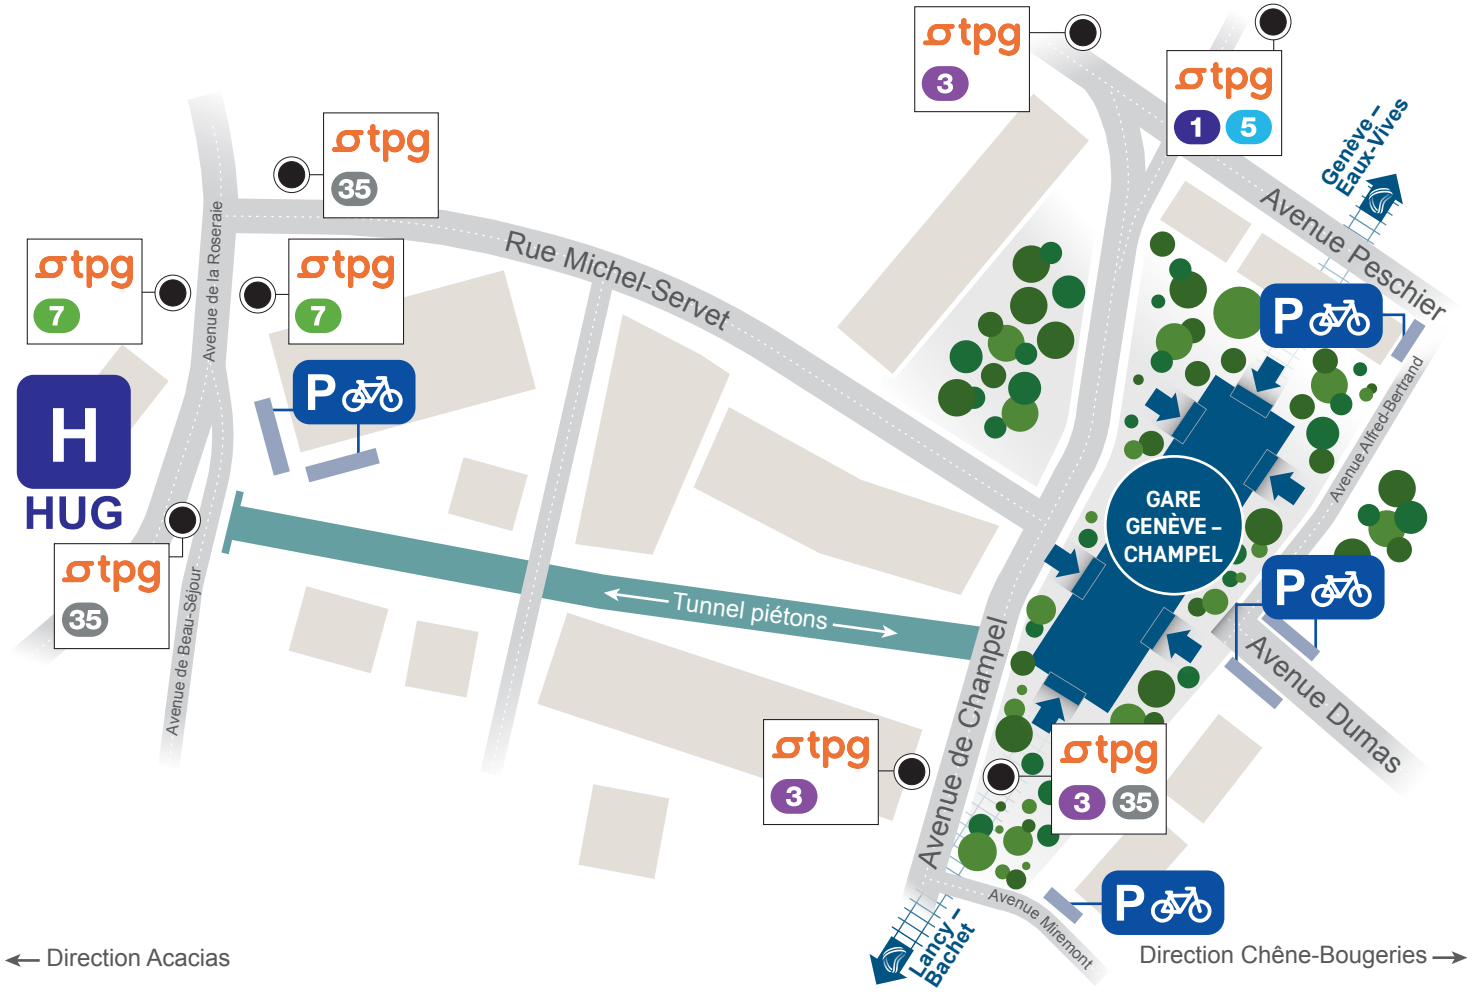 tpg
3
tpg
1 5
Genève –
Eaux-Vives
tpg
35
Avenue Peschier
Avenue de la Roseraie
Rue Michel-Servet
tpg
7
tpg
7
P
P
H
HUG
Avenue Alfred-Bertrand
GARE
GENÈVE –
CHAMPEL
tpg
35
Avenue de Beau-Séjour
← Tunnel piétons →
P
Avenue Dumas
Avenue de Champel
tpg
3
tpg
3 35
P
Avenue Miremont
Lancy –
Bachet
← Direction Acacias
Direction Chêne-Bougeries →